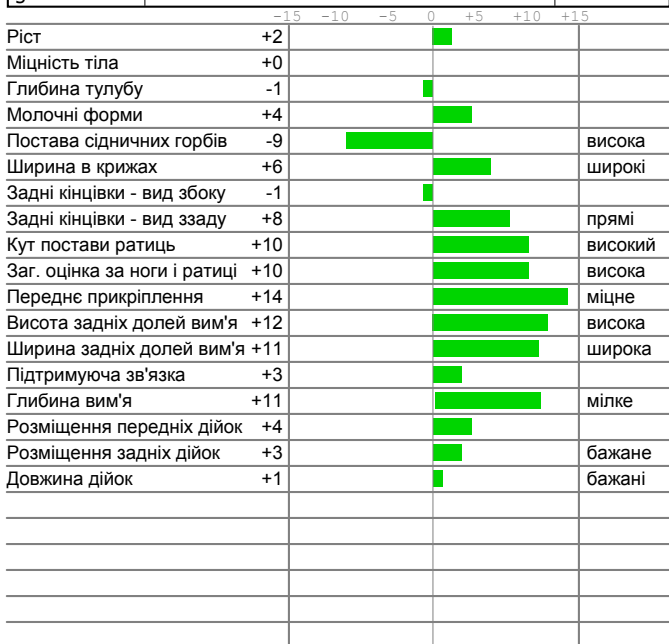 -15 -10 -5 0 +5 +10 +15
Ріст +2
Міцність тіла +0
Глибина тулубу -1
Молочні форми +4
Постава сідничних горбів -9 висока
Ширина в крижах +6 широкі
Задні кінцівки - вид збоку -1
Задні кінцівки - вид ззаду +8 прямі
Кут постави ратиць +10 високий
Заг. оцінка за ноги і ратиці +10 висока
Переднє прикріплення +14 міцне
Висота задніх долей вим'я +12 висока
Ширина задніх долей вим'я +11 широка
Підтримуюча зв'язка +3
Глибина вим'я +11 мілке
Розміщення передніх дійок +4
Розміщення задніх дійок +3 бажане
Довжина дійок +1 бажані